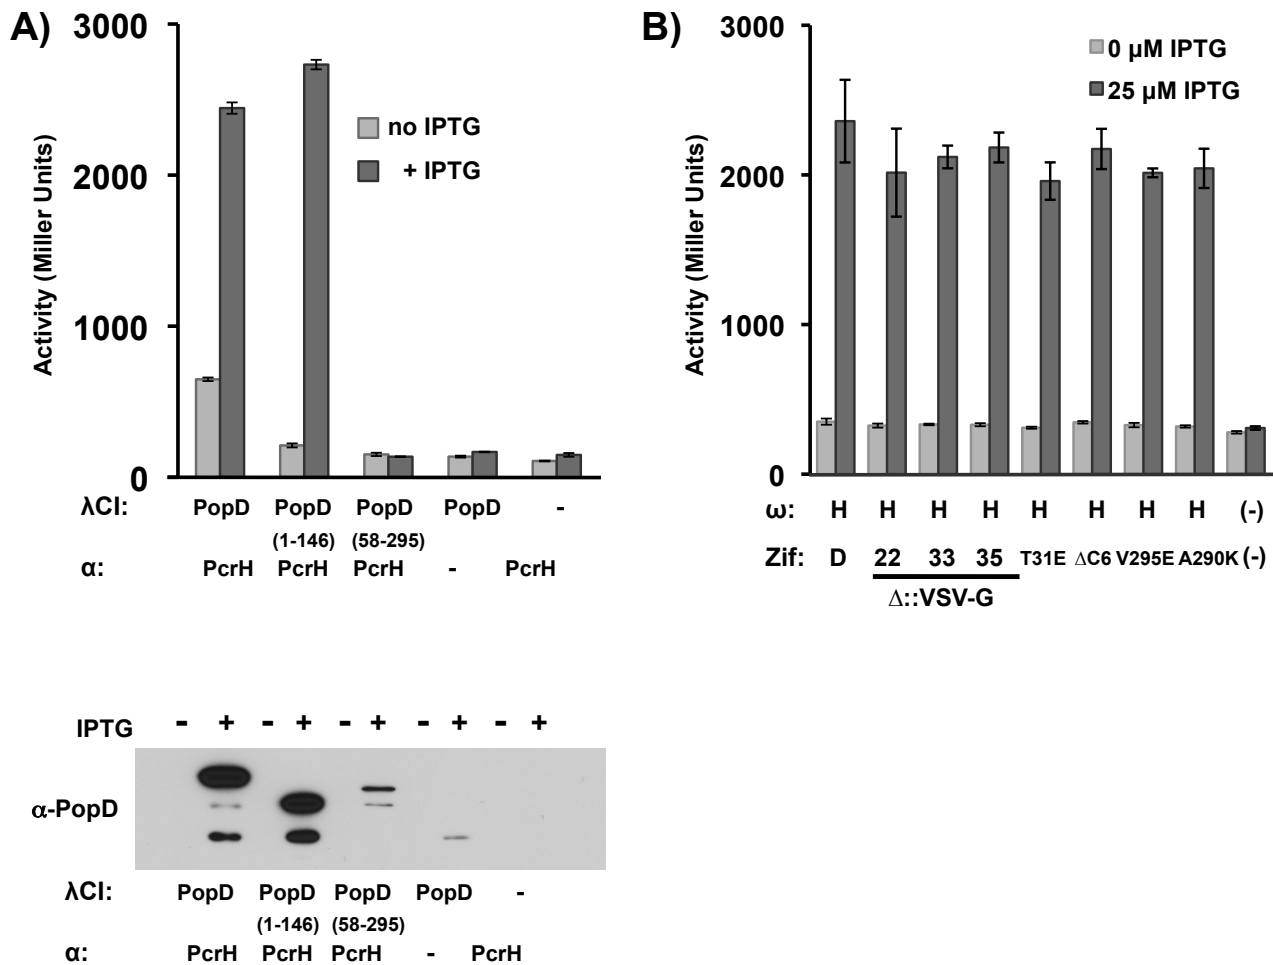 A)
3000
2000
1000
0
Activity (Miller Units)
no IPTG
+ IPTG
λCI: PopD PopD PopD PopD -
(1-146) (58-295)
α: PcrH PcrH PcrH - PcrH
B)
3000
2000
1000
0
Activity (Miller Units)
0 µM IPTG
25 µM IPTG
ω: H H H H H H H H (-)
Zif: D 22 33 35 T31E ΔC6 V295E A290K (-)
Δ::VSV-G
IPTG - + - + - + - + - +
α-PopD
λCI: PopD PopD PopD PopD -
(1-146) (58-295)
α: PcrH PcrH PcrH - PcrH